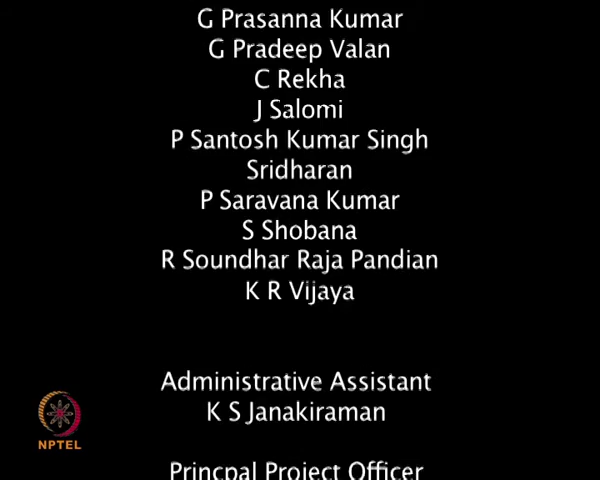 G Prasanna Kumar
G Pradeep Valan
C Rekha
J Salomi
P Santosh Kumar Singh
Sridharan
P Saravana Kumar
S Shobana
R Soundhar Raja Pandian
K R Vijaya
Administrative Assistant
K S Janakiraman
NPTEL
Princpal Project Officer